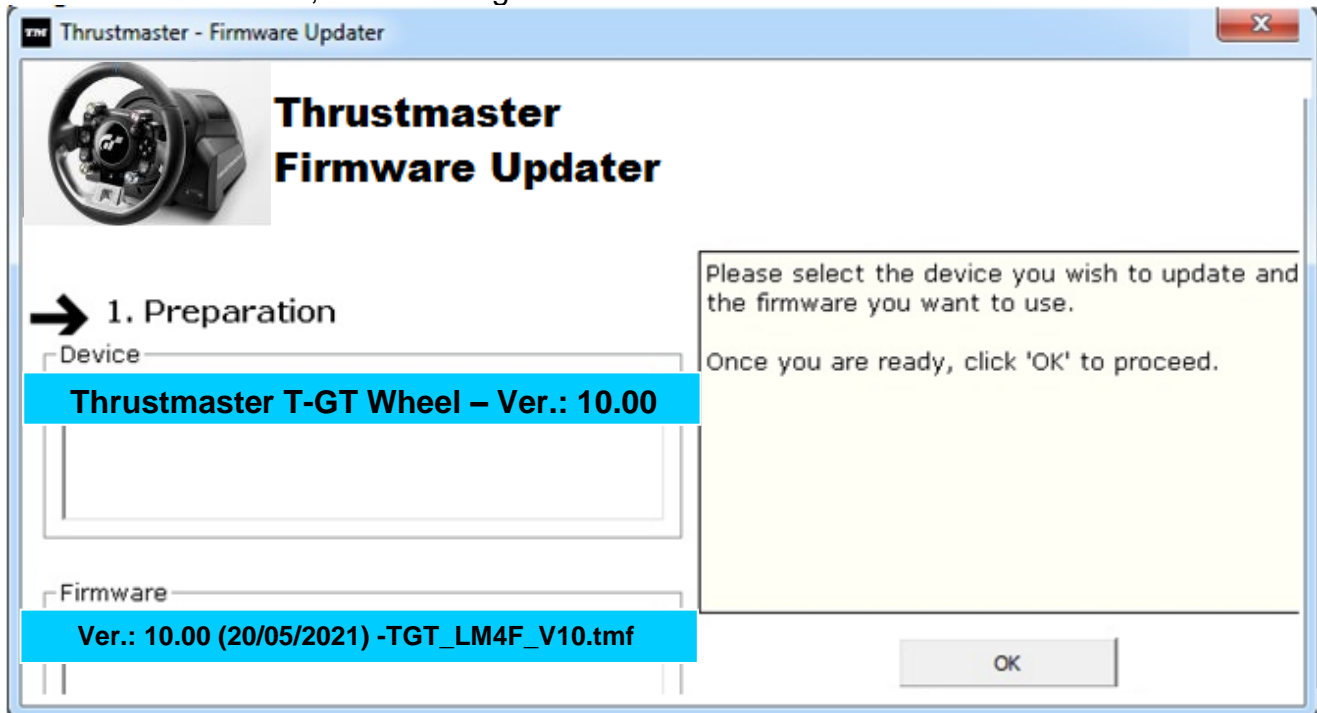 Thrustmaster - Firmware Updater
Thrustmaster
Firmware Updater
1. Preparation
Device
Thrustmaster T-GT Wheel – Ver.: 10.00
Firmware
Ver.: 10.00 (20/05/2021) -TGT_LM4F_V10.tmf
Please select the device you wish to update and
the firmware you want to use.
Once you are ready, click 'OK' to proceed.
OK